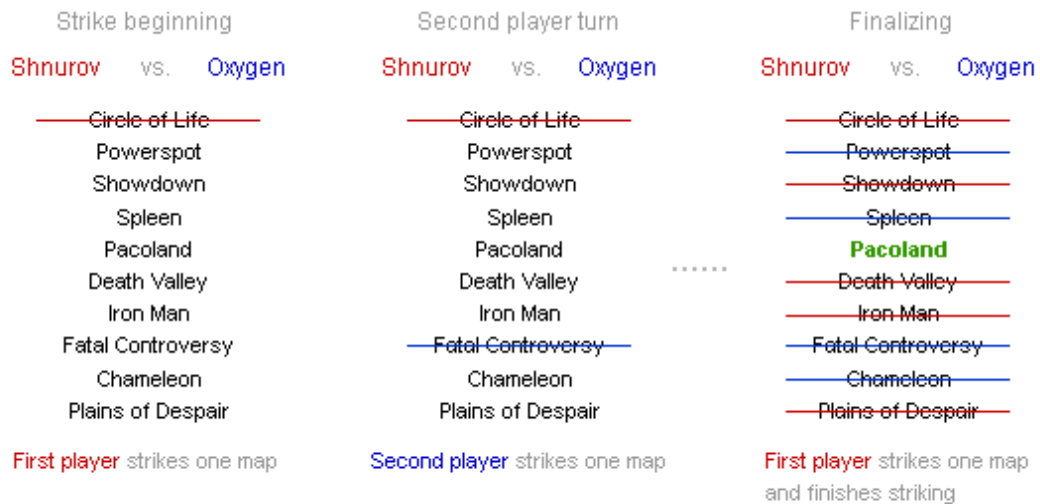 Strike beginning
Shnurov vs. Oxygen
Circle of Life
Powerspot
Showdown
Spleen
Pacoland
Death Valley
Iron Man
Fatal Controversy
Chameleon
Plains of Despair
First player strikes one map
Second player turn
Shnurov vs. Oxygen
Circle of Life
Powerspot
Showdown
Spleen
Pacoland
Death Valley
Iron Man
Fatal Controversy
Chameleon
Plains of Despair
Second player strikes one map
......
Finalizing
Shnurov vs. Oxygen
Circle of Life
Powerspot
Showdown
Spleen
Pacoland
Death Valley
Iron Man
Fatal Controversy
Chameleon
Plains of Despair
First player strikes one map
and finishes striking